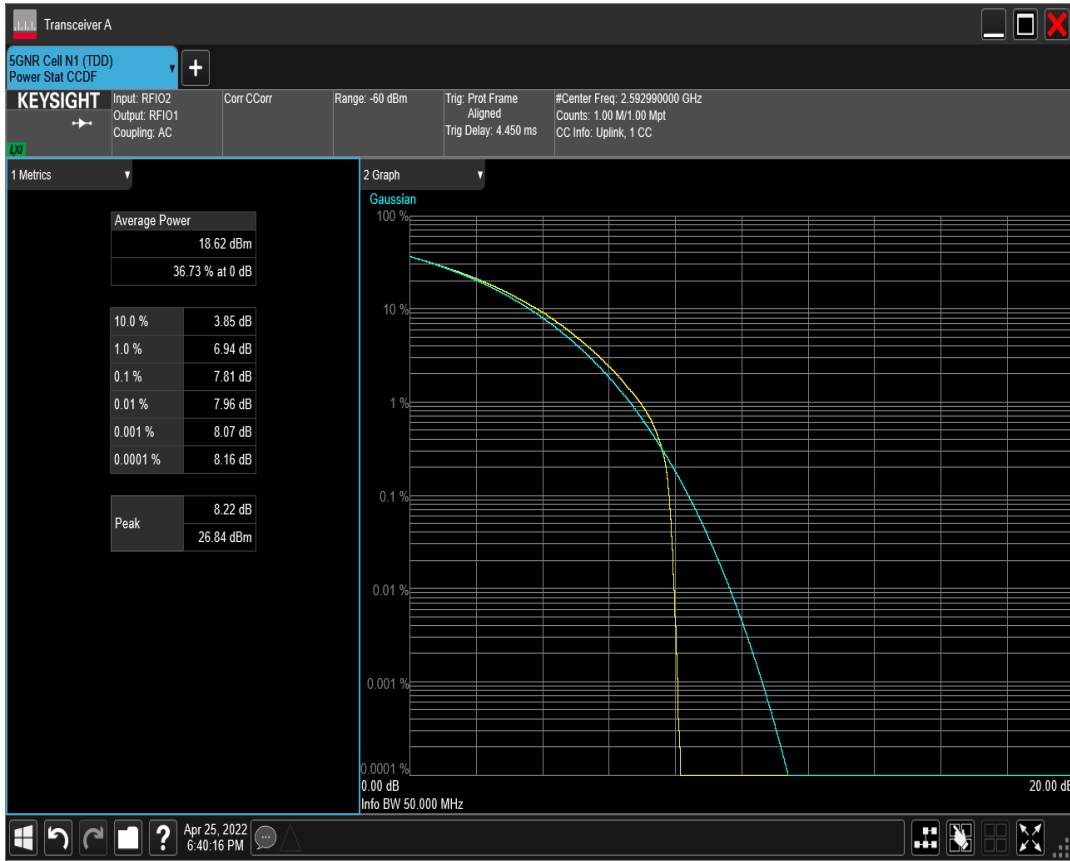 Transceiver A
5GNR Cell N1 (TDD)
Power Stat CCDF
+
KEYSIGHT
LXI
Input: RFIO2
Output: RFIO1
Coupling: AC
Corr CCorr
Range: -60 dBm
Trig: Prot Frame
Aligned
Trig Delay: 4.450 ms
#Center Freq: 2.592990000 GHz
Counts: 1.00 M/1.00 Mpt
CC Info: Uplink, 1 CC
1 Metrics
Average Power
18.62 dBm
36.73 % at 0 dB
10.0 % 3.85 dB
1.0 % 6.94 dB
0.1 % 7.81 dB
0.01 % 7.96 dB
0.001 % 8.07 dB
0.0001 % 8.16 dB
Peak
8.22 dB
26.84 dBm
2 Graph
Gaussian
100 %
10 %
1 %
0.1 %
0.01 %
0.001 %
0.0001 %
0.00 dB
20.00 dB
Info BW 50.000 MHz
?
Apr 25, 2022
6:40:16 PM